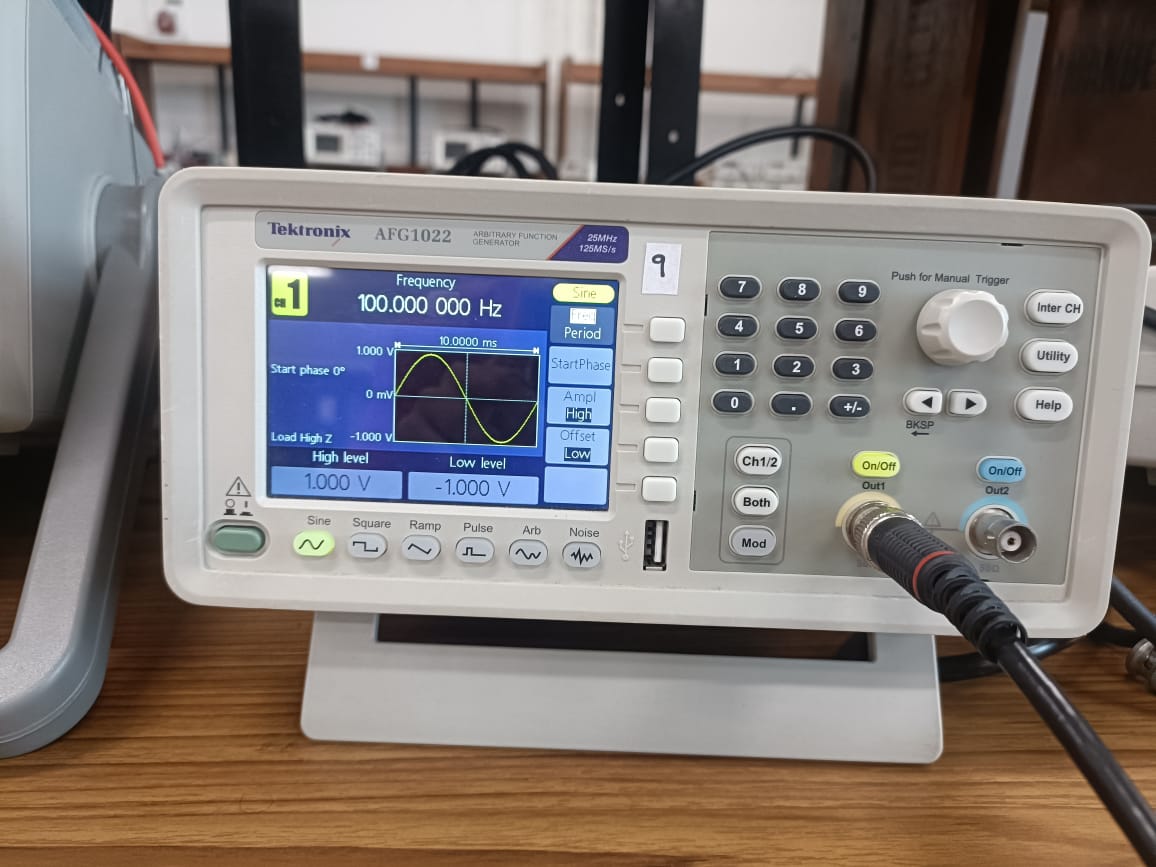 Tektronix AFG1022 ARBITRARY FUNCTION GENERATOR
25MHz
125MS/s
9
CH.1
Frequency
100.000 000 Hz
Sine
Freq
Period
StartPhase
Ampl
High
Offset
Low
10.0000 ms
1.000 V
Start phase 0°
0 mV
Load High Z
-1.000 V
High level
Low level
1.000 V
-1.000 V
Sine
Square
Ramp
Pulse
Arb
Noise
7
8
9
4
5
6
1
2
3
0
.
+/-
Push for Manual Trigger
Inter CH
Utility
Help
BKSP
Ch1/2
Both
Mod
On/Off
Out1
On/Off
Out2
50Ω